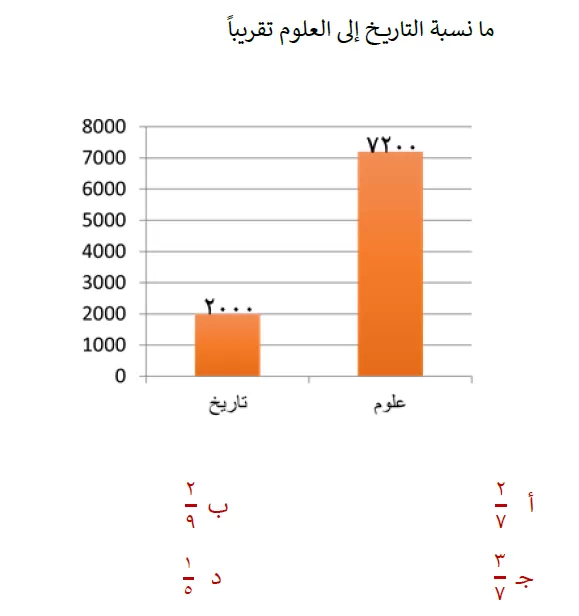 ما نسبة التاريخ إلى العلوم تقريباً
8000
٧٢٠٠
7000
6000
5000
4000
3000
٢٠٠٠
2000
1000
0
تاريخ علوم
أ ٢/٧ ب ٢/٩
جـ ٣/٧ د ١/٥